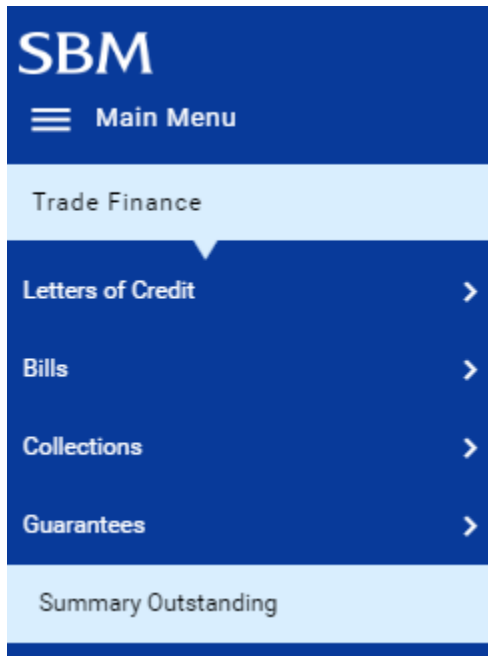 SBM
Main Menu
Trade Finance
Letters of Credit
Bills
Collections
Guarantees
Summary Outstanding